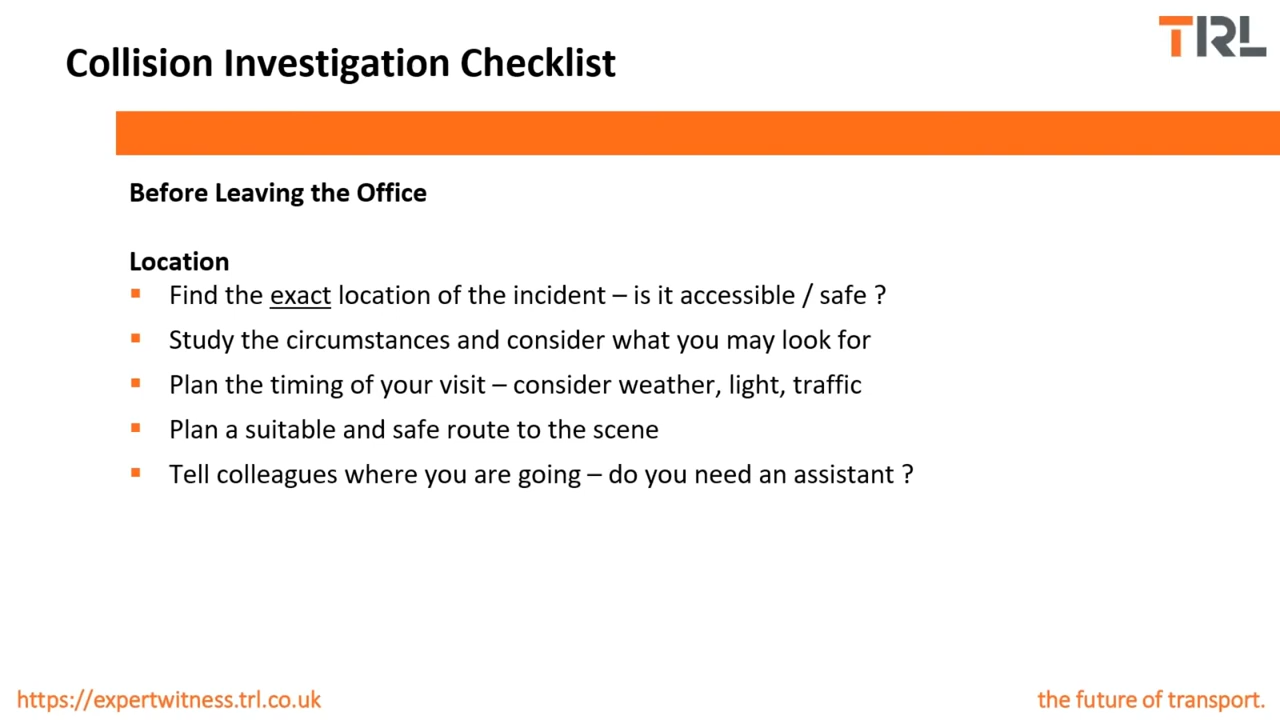 TRL
Collision Investigation Checklist
Before Leaving the Office
Location
▪ Find the exact location of the incident – is it accessible / safe ?
▪ Study the circumstances and consider what you may look for
▪ Plan the timing of your visit – consider weather, light, traffic
▪ Plan a suitable and safe route to the scene
▪ Tell colleagues where you are going – do you need an assistant ?
https://expertwitness.trl.co.uk
the future of transport.